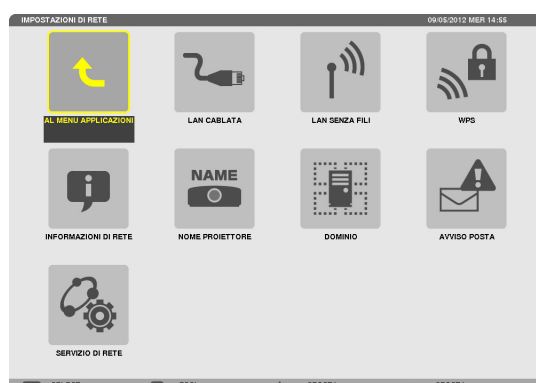 IMPOSTAZIONI DI RETE 09/05/2012 MER 14:55
AL MENU APPLICAZIONI LAN CABLATA LAN SENZA FILI WPS
NAME
INFORMAZIONI DI RETE NOME PROIETTORE DOMINIO AVVISO POSTA
SERVIZIO DI RETE